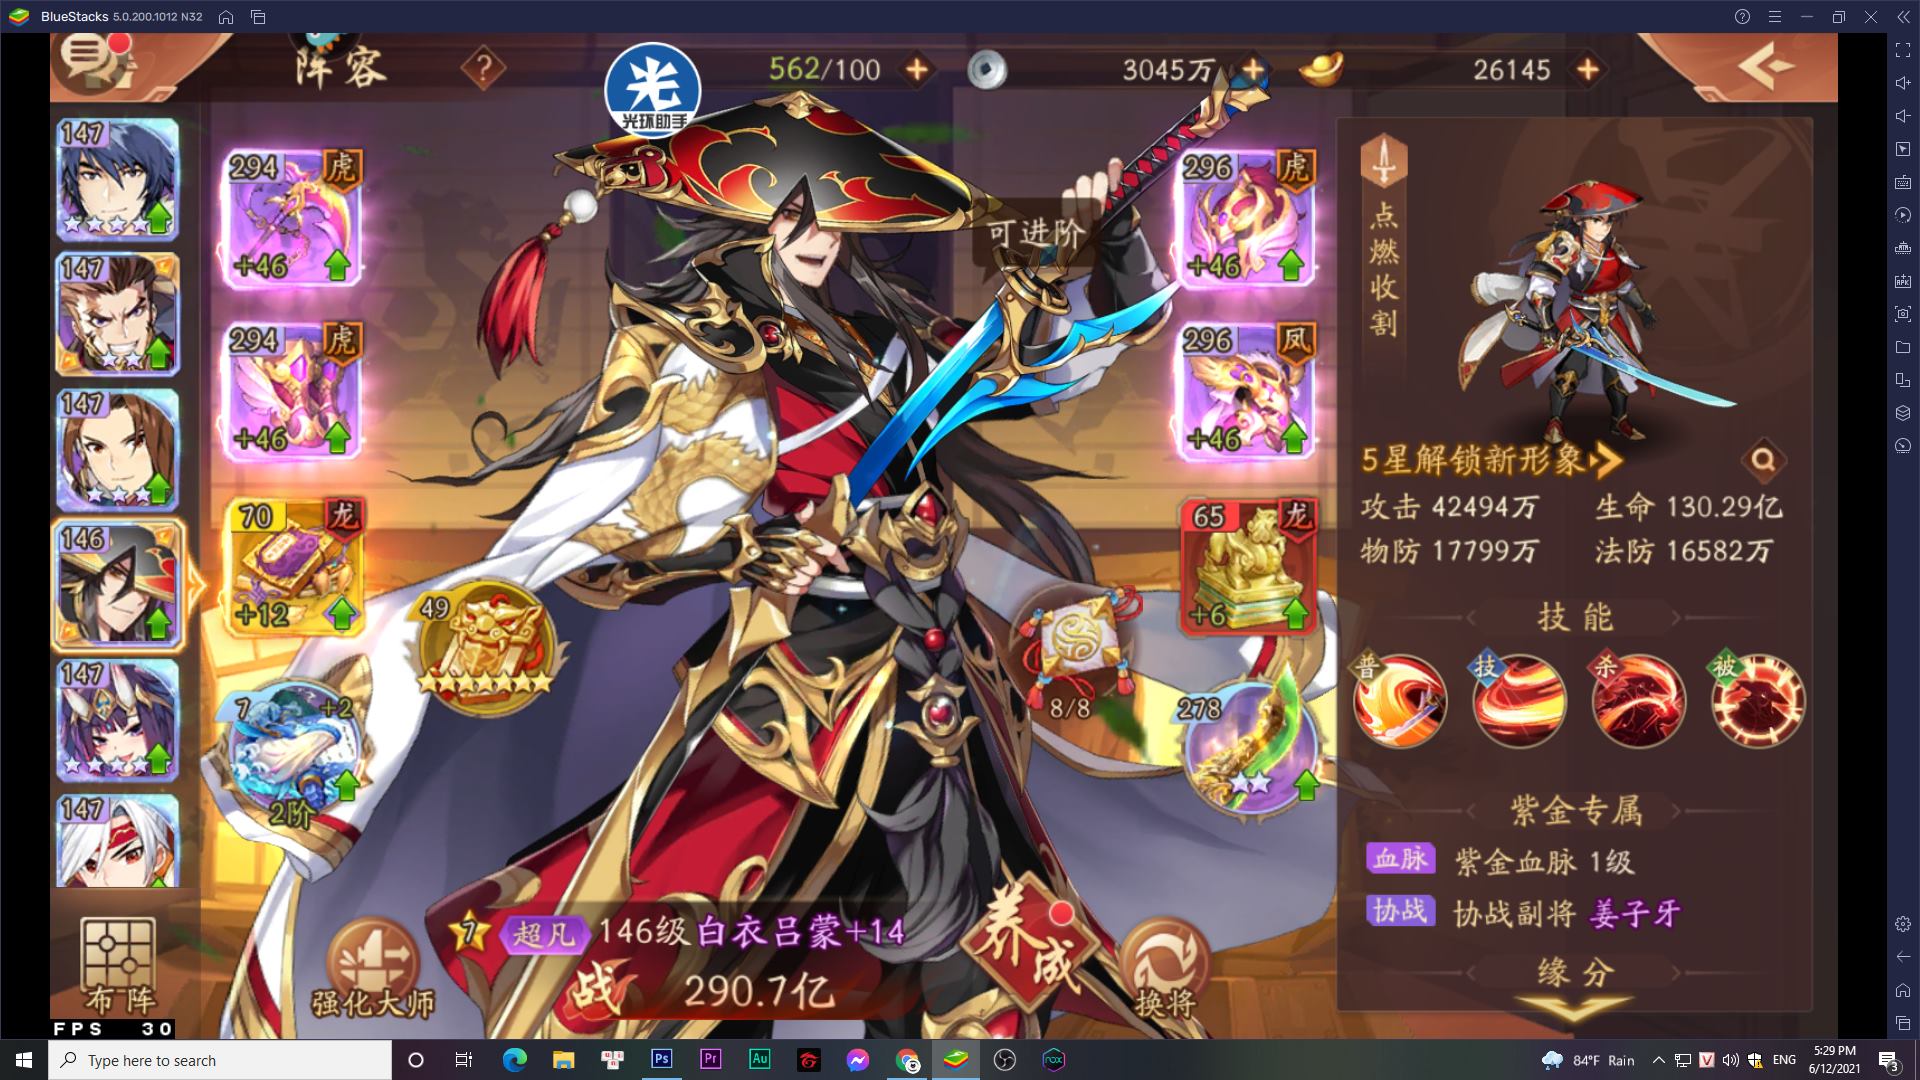 BlueStacks 5.0.200.1012 N32
阵容
?
光
光环助手
562/100
3045万
26145
147
147
147
146
147
147
294 虎
+46
294 虎
+46
70 龙
+12
7 +2
2阶
49
可进阶
296 虎
+46
296 凤
+46
65 龙
+6
8/8
278
点燃收割
5星解锁新形象
攻击 42494万 生命 130.29亿
物防 17799万 法防 16582万
技能
普 技 杀 被
紫金专属
血脉 紫金血脉 1级
协战 协战副将 姜子牙
缘分
布阵
强化大师
7 超凡 146级 白衣吕蒙+14
战 290.7亿
养成
换将
FPS 30
Type here to search
Ps Pr Au
84°F Rain
ENG
5:29 PM
6/12/2021
3